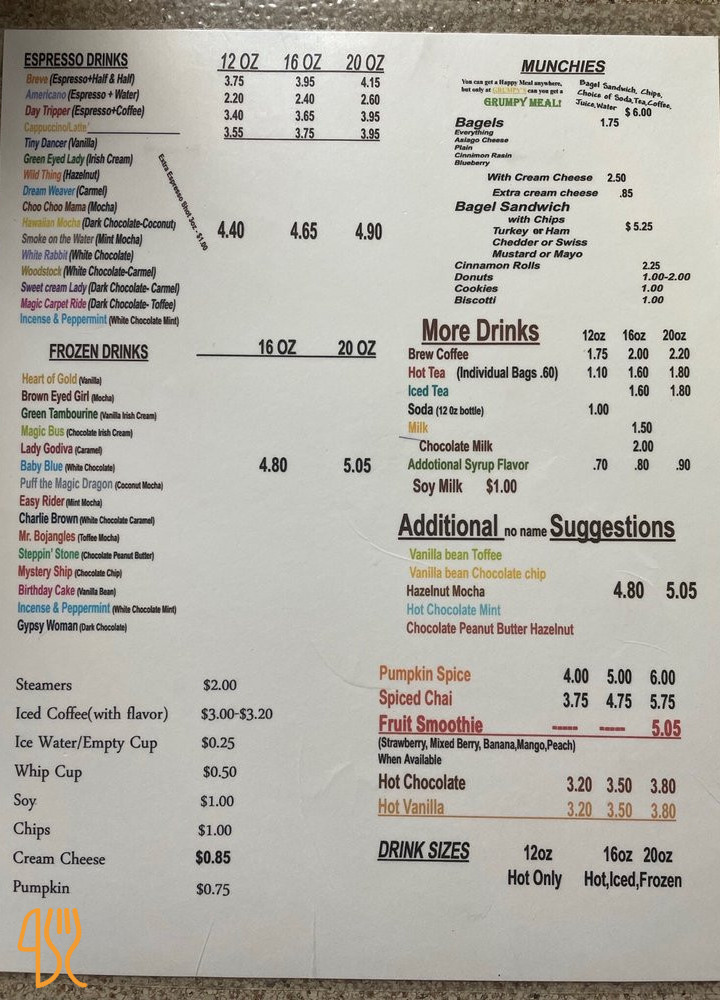 ESPRESSO DRINKS 12 OZ 16 OZ 20 OZ
Breve (Espresso+Half & Half) 3.75 3.95 4.15
Americano (Espresso + Water) 2.20 2.40 2.60
Day Tripper (Espresso+Coffee) 3.40 3.65 3.95
Cappuccino/Latte 3.55 3.75 3.95
Tiny Dancer (Vanilla)
Green Eyed Lady (Irish Cream)
Wild Thing (Hazelnut)
Dream Weaver (Carmel)
Choo Choo Mama (Mocha)
Hawaiian Mocha (Dark Chocolate-Coconut) 4.40 4.65 4.90
Smoke on the Water (Mint Mocha)
White Rabbit (White Chocolate)
Woodstock (White Chocolate-Carmel)
Sweet cream Lady (Dark Chocolate- Carmel)
Magic Carpet Ride (Dark Chocolate- Toffee)
Incense & Peppermint (White Chocolate Mint)
Extra Espresso Shot 3oz - $1.00
FROZEN DRINKS 16 OZ 20 OZ
Heart of Gold (Vanilla)
Brown Eyed Girl (Mocha)
Green Tambourine (Vanilla Irish Cream)
Magic Bus (Chocolate Irish Cream)
Lady Godiva (Caramel)
Baby Blue (White Chocolate) 4.80 5.05
Puff the Magic Dragon (Coconut Mocha)
Easy Rider (Mint Mocha)
Charlie Brown (White Chocolate Caramel)
Mr. Bojangles (Toffee Mocha)
Steppin' Stone (Chocolate Peanut Butter)
Mystery Ship (Chocolate Chip)
Birthday Cake (Vanilla Bean)
Incense & Peppermint (White Chocolate Mint)
Gypsy Woman (Dark Chocolate)
Steamers $2.00
Iced Coffee(with flavor) $3.00-$3.20
Ice Water/Empty Cup $0.25
Whip Cup $0.50
Soy $1.00
Chips $1.00
Cream Cheese $0.85
Pumpkin $0.75
MUNCHIES
You can get a Happy Meal anywhere,
but only at GRUMPY'S can you get a
GRUMPY MEAL!
Bagel Sandwich, Chips,
Choice of Soda,Tea,Coffee,
Juice,Water $ 6.00
Bagels 1.75
Everything
Asiago Cheese
Plain
Cinnimon Rasin
Blueberry
With Cream Cheese 2.50
Extra cream cheese .85
Bagel Sandwich
with Chips
Turkey or Ham $ 5.25
Chedder or Swiss
Mustard or Mayo
Cinnamon Rolls 2.25
Donuts 1.00-2.00
Cookies 1.00
Biscotti 1.00
More Drinks 12oz 16oz 20oz
Brew Coffee 1.75 2.00 2.20
Hot Tea (Individual Bags .60) 1.10 1.60 1.80
Iced Tea 1.60 1.80
Soda (12 Oz bottle) 1.00
Milk 1.50
Chocolate Milk 2.00
Addotional Syrup Flavor .70 .80 .90
Soy Milk $1.00
Additional no name Suggestions
Vanilla bean Toffee
Vanilla bean Chocolate chip
Hazelnut Mocha 4.80 5.05
Hot Chocolate Mint
Chocolate Peanut Butter Hazelnut
Pumpkin Spice 4.00 5.00 6.00
Spiced Chai 3.75 4.75 5.75
Fruit Smoothie ----- ----- 5.05
(Strawberry, Mixed Berry, Banana,Mango,Peach)
When Available
Hot Chocolate 3.20 3.50 3.80
Hot Vanilla 3.20 3.50 3.80
DRINK SIZES 12oz 16oz 20oz
Hot Only Hot,Iced,Frozen